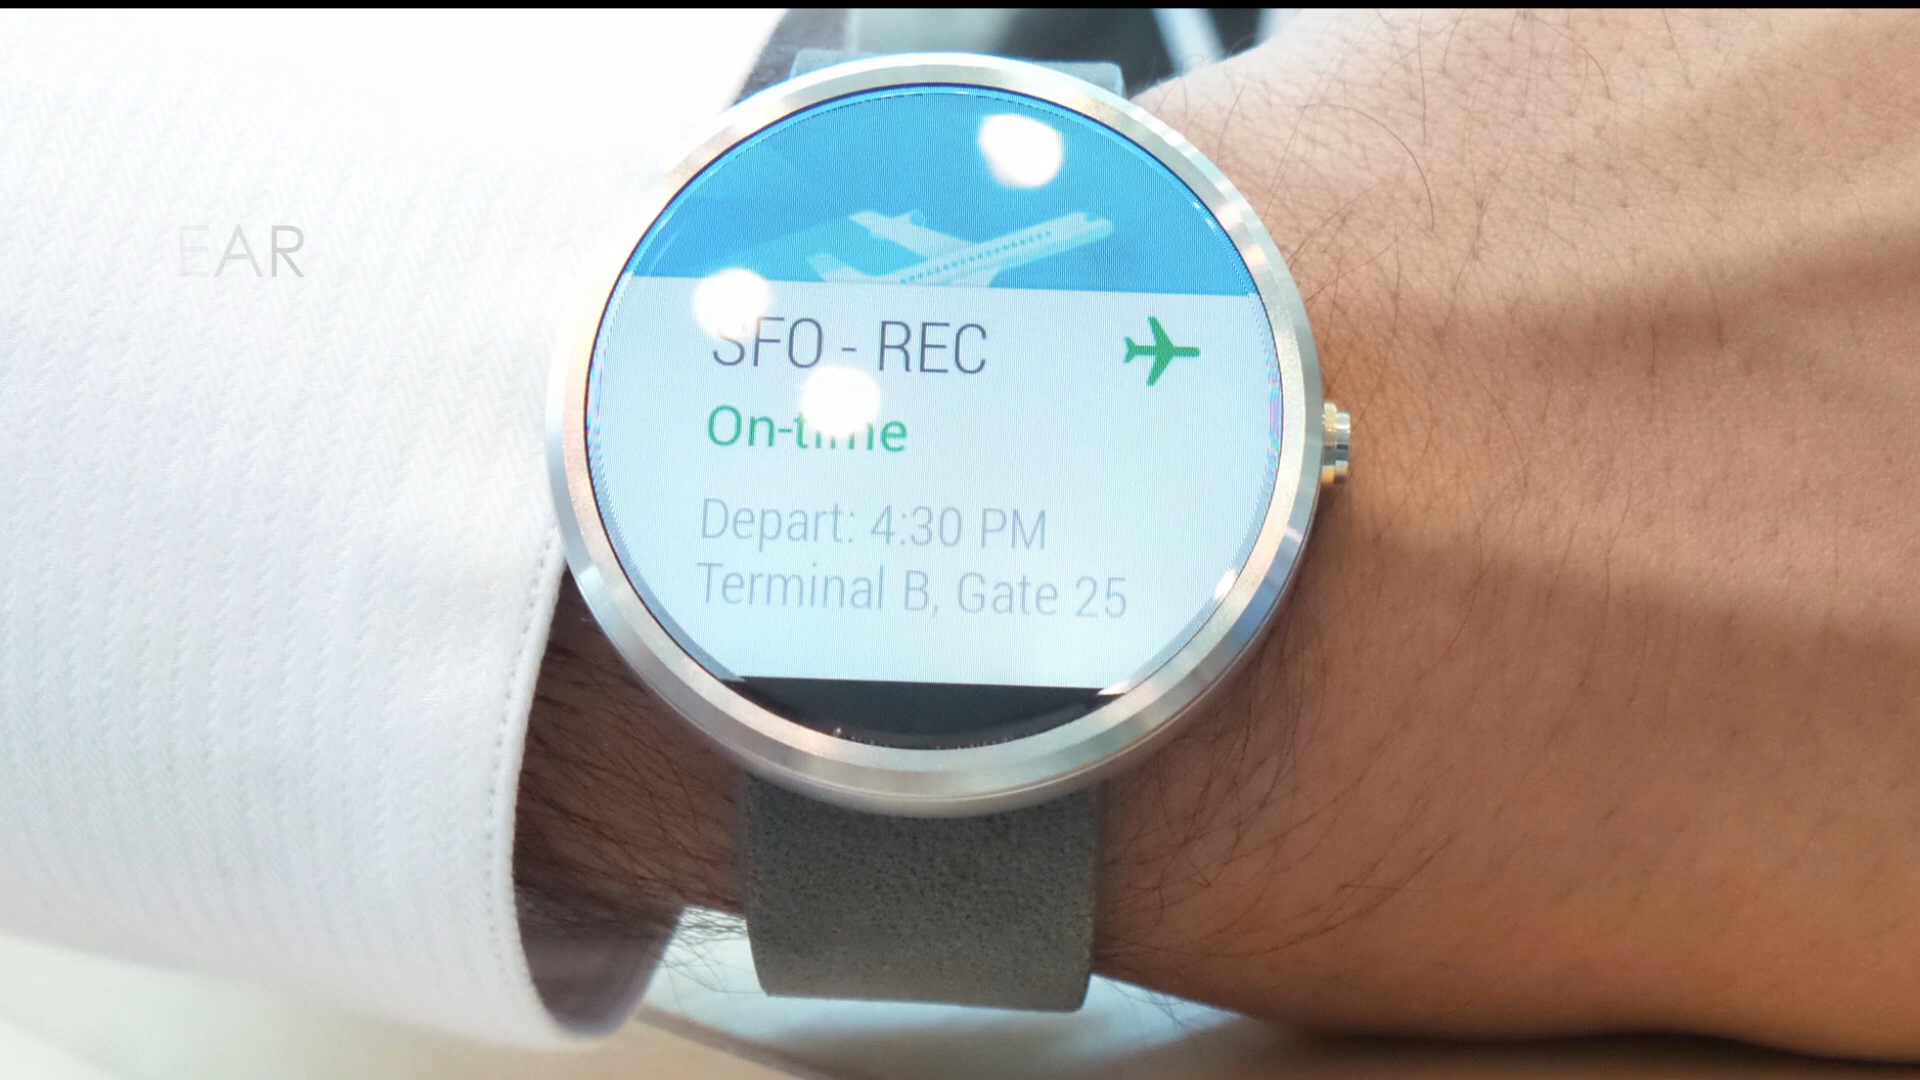 EAR
SFO - REC
On-time
Depart: 4:30 PM
Terminal B, Gate 25